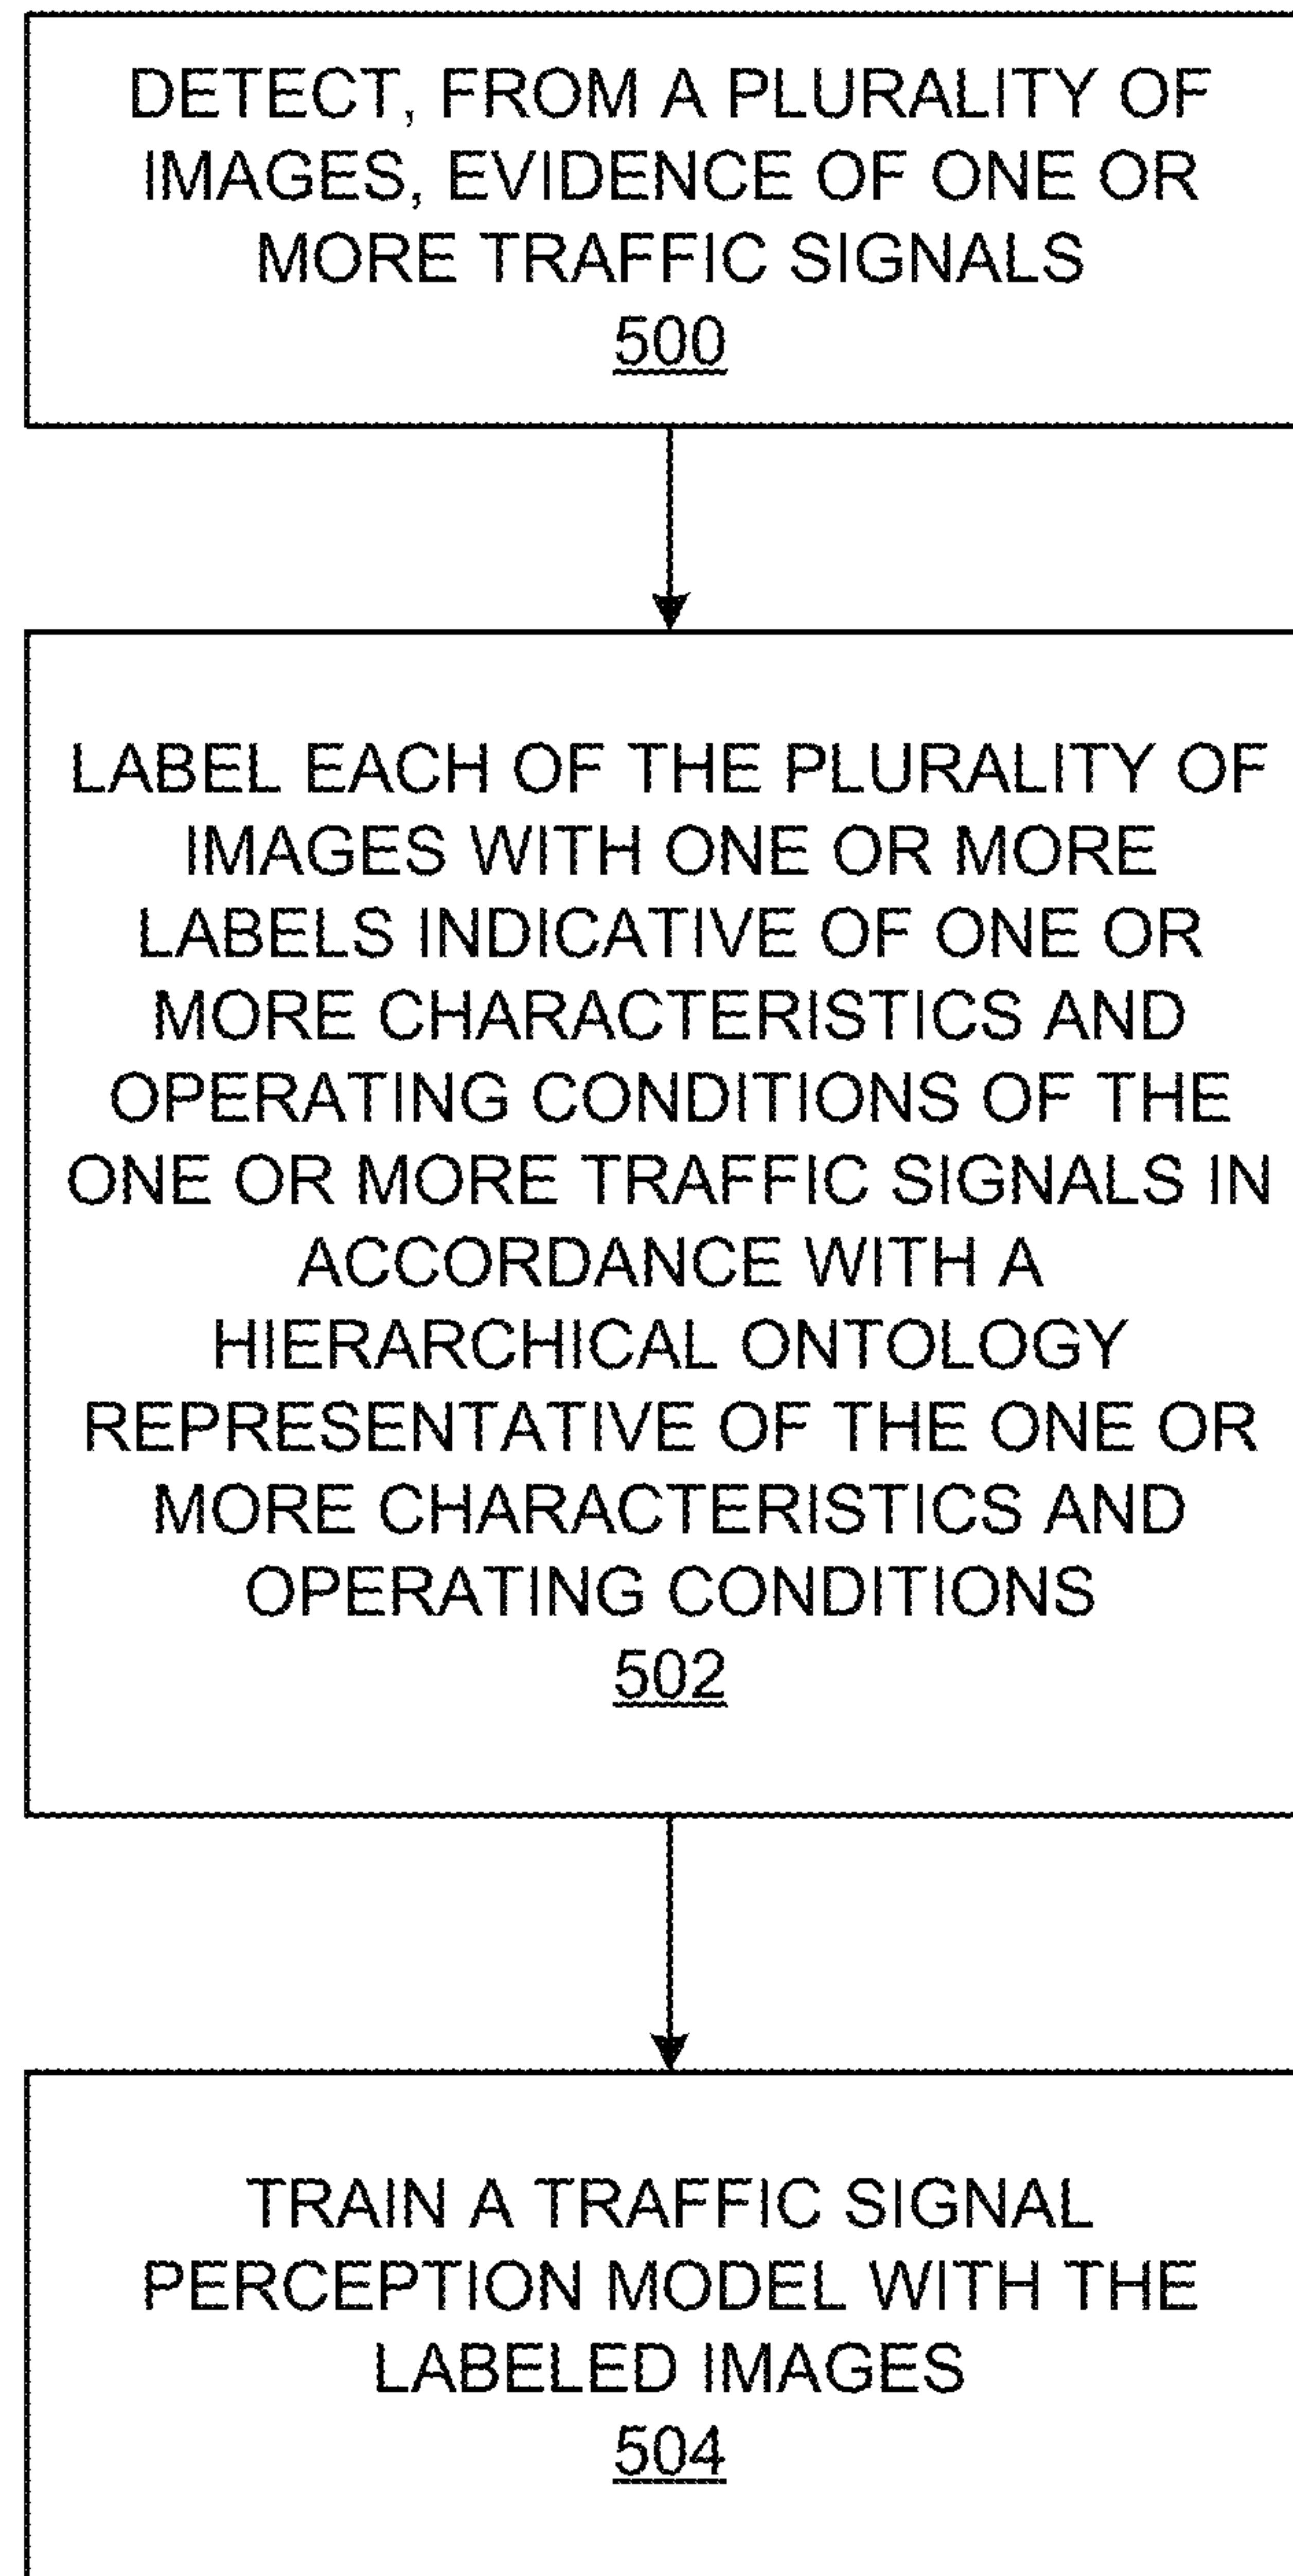 DETECT, FROM A PLURALITY OF
IMAGES, EVIDENCE OF ONE OR
MORE TRAFFIC SIGNALS
500
LABEL EACH OF THE PLURALITY OF
IMAGES WITH ONE OR MORE
LABELS INDICATIVE OF ONE OR
MORE CHARACTERISTICS AND
OPERATING CONDITIONS OF THE
ONE OR MORE TRAFFIC SIGNALS IN
ACCORDANCE WITH A
HIERARCHICAL ONTOLOGY
REPRESENTATIVE OF THE ONE OR
MORE CHARACTERISTICS AND
OPERATING CONDITIONS
502
TRAIN A TRAFFIC SIGNAL
PERCEPTION MODEL WITH THE
LABELED IMAGES
504